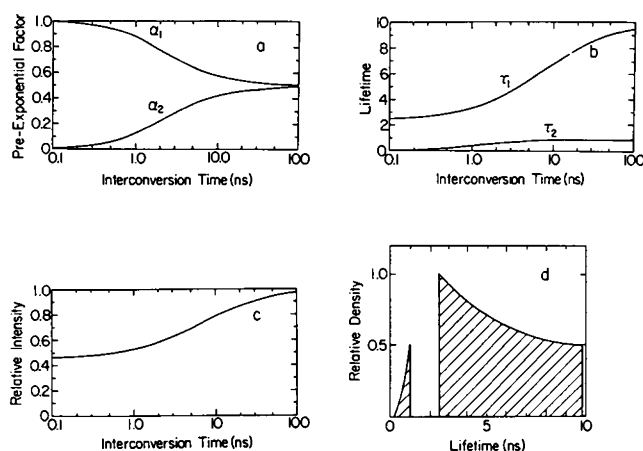 1.0
0.8
0.6
0.4
0.2
0
α1
α2
a
0.1 1.0 10.0 100
Interconversion Time (ns)
Pre-Exponential Factor
10
8
6
4
2
0
τ1
τ2
b
0.1 1.0 10 100
Interconversion Time (ns)
Lifetime
1.0
0.8
0.6
0.4
0.2
0
c
0.1 1.0 10 100
Interconversion Time (ns)
Relative Intensity
1.0
0.5
d
0 5 10
Lifetime (ns)
Relative Density